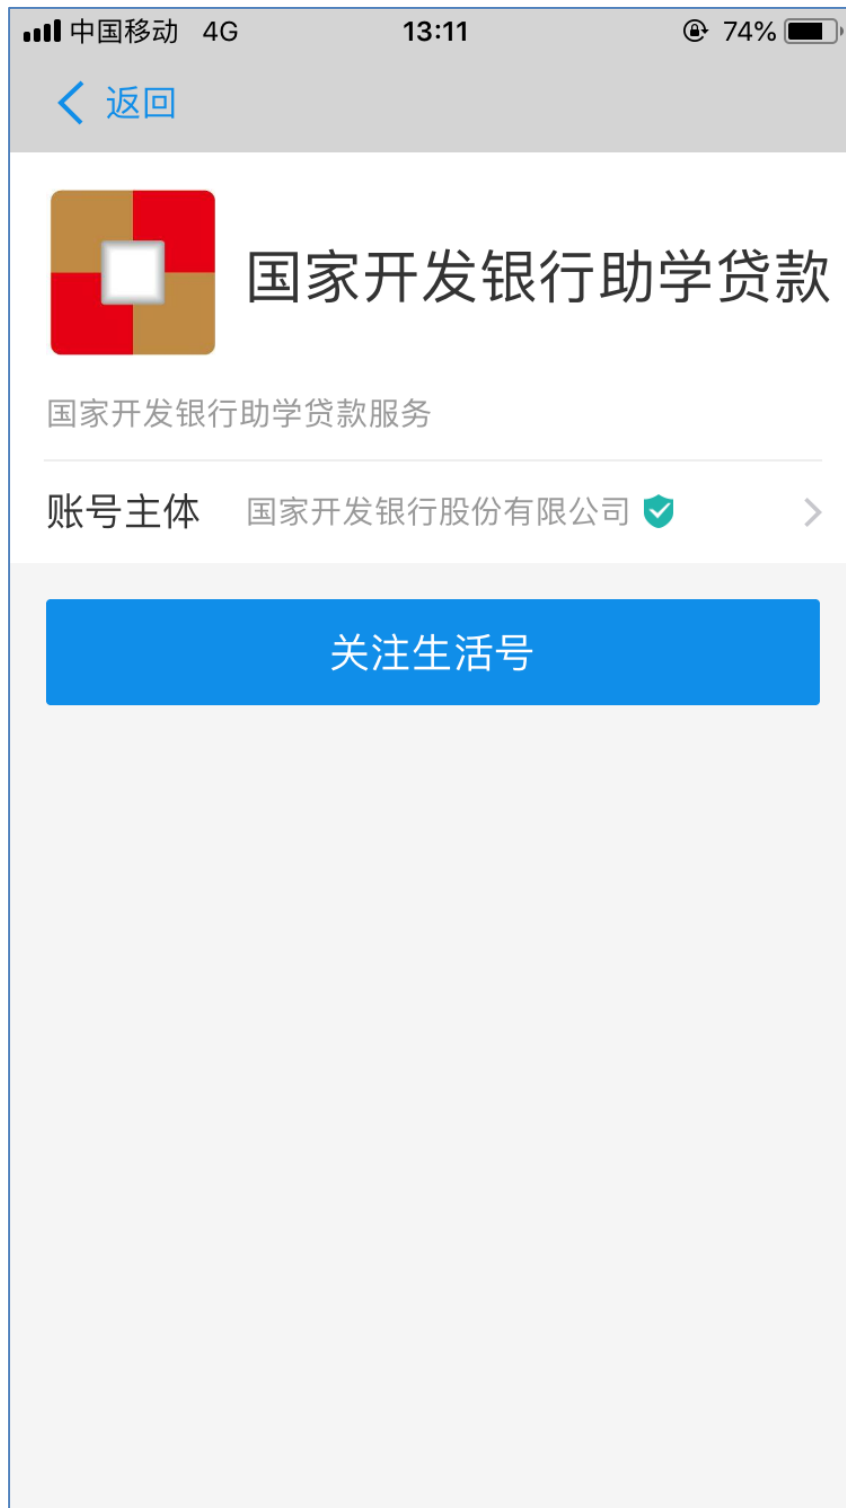 中国移动 4G 13:11 74%
返回
国家开发银行助学贷款
国家开发银行助学贷款服务
账号主体 国家开发银行股份有限公司
关注生活号